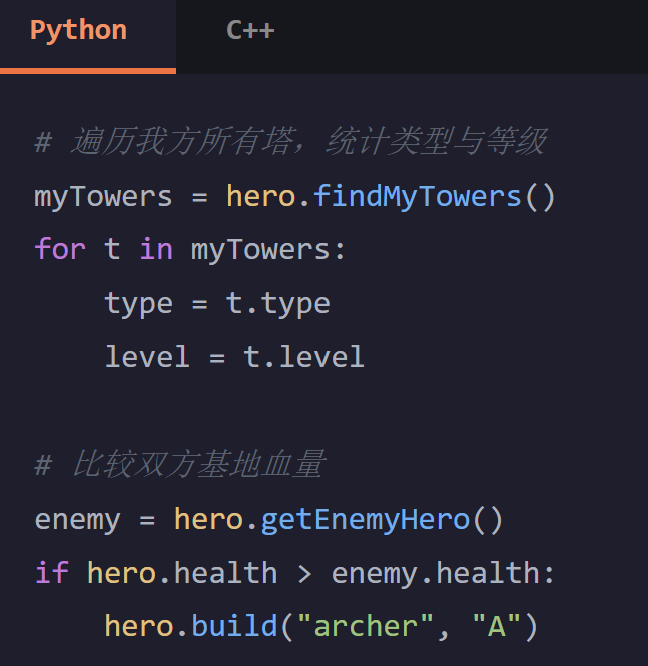 Python C++
# 遍历我方所有塔，统计类型与等级
myTowers = hero.findMyTowers()
for t in myTowers:
    type = t.type
    level = t.level
# 比较双方基地血量
enemy = hero.getEnemyHero()
if hero.health > enemy.health:
    hero.build("archer", "A")